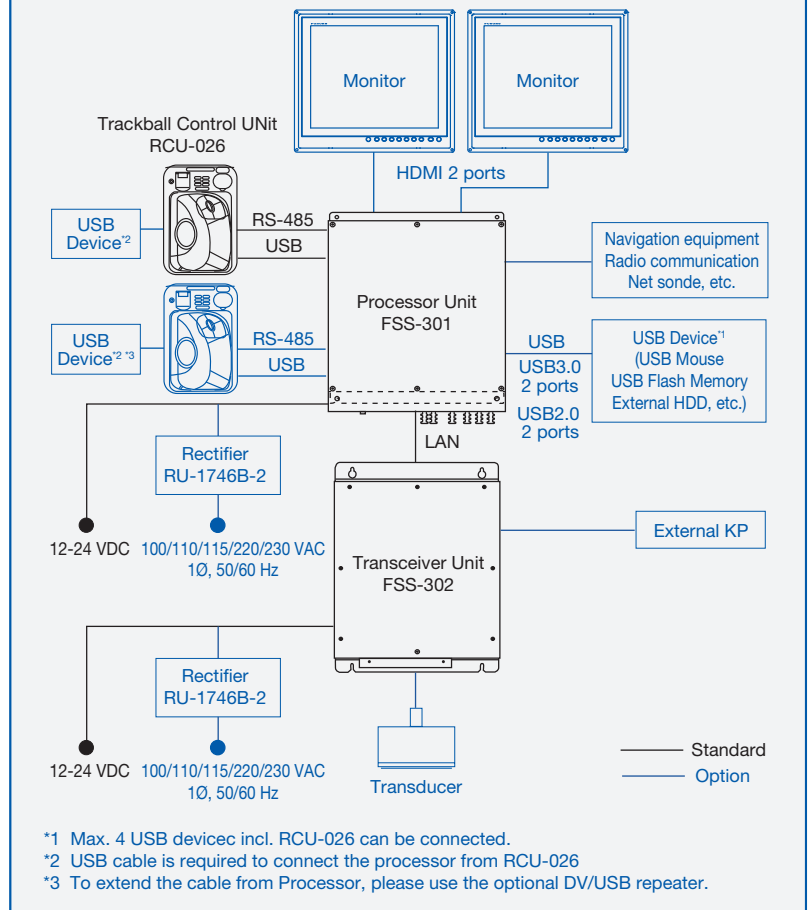 Monitor
Monitor
Trackball Control UNit
RCU-026
HDMI 2 ports
USB
Device*2
RS-485
USB
Navigation equipment
Radio communication
Net sonde, etc.
Processor Unit
FSS-301
USB
Device*2 *3
RS-485
USB
USB
USB3.0
2 ports
USB2.0
2 ports
USB Device*1
(USB Mouse
USB Flash Memory
External HDD, etc.)
LAN
Rectifier
RU-1746B-2
12-24 VDC
100/110/115/220/230 VAC
1Ø, 50/60 Hz
Transceiver Unit
FSS-302
External KP
Rectifier
RU-1746B-2
12-24 VDC
100/110/115/220/230 VAC
1Ø, 50/60 Hz
Transducer
Standard
Option
*1 Max. 4 USB devicec incl. RCU-026 can be connected.
*2 USB cable is required to connect the processor from RCU-026
*3 To extend the cable from Processor, please use the optional DV/USB repeater.